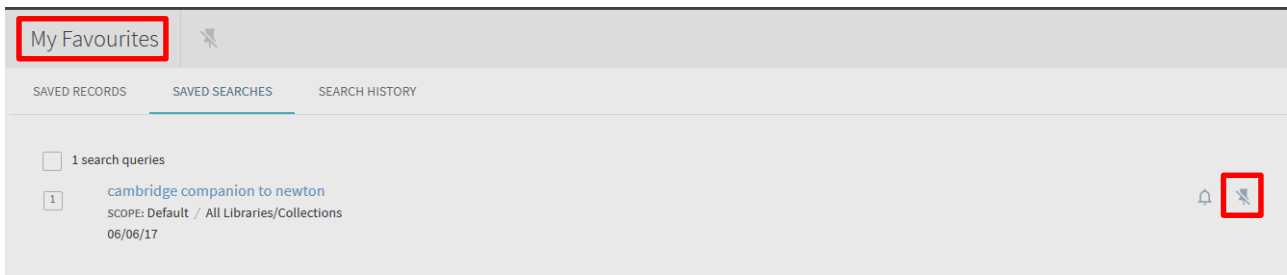 My Favourites
SAVED RECORDS SAVED SEARCHES SEARCH HISTORY
1 search queries
1 cambridge companion to newton
SCOPE: Default / All Libraries/Collections
06/06/17